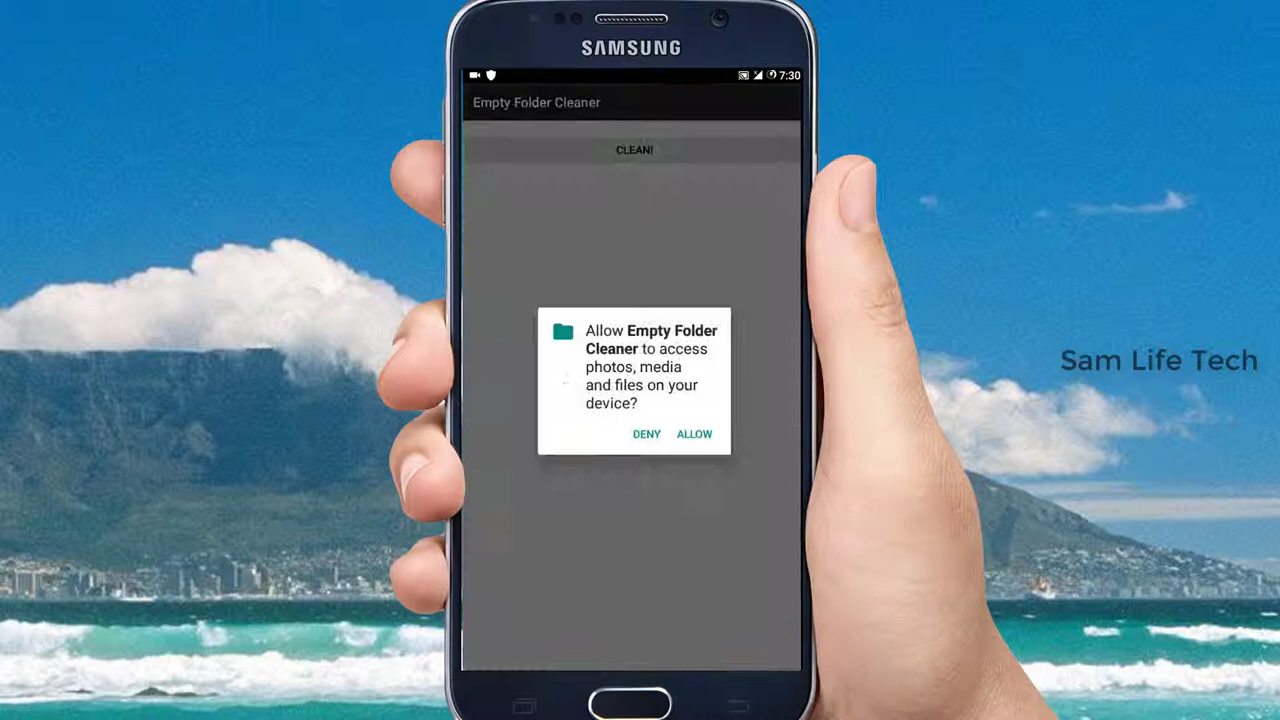 SAMSUNG
7:30
Empty Folder Cleaner
CLEAN!
Allow Empty Folder
Cleaner to access
photos, media
and files on your
device?
DENY ALLOW
Sam Life Tech